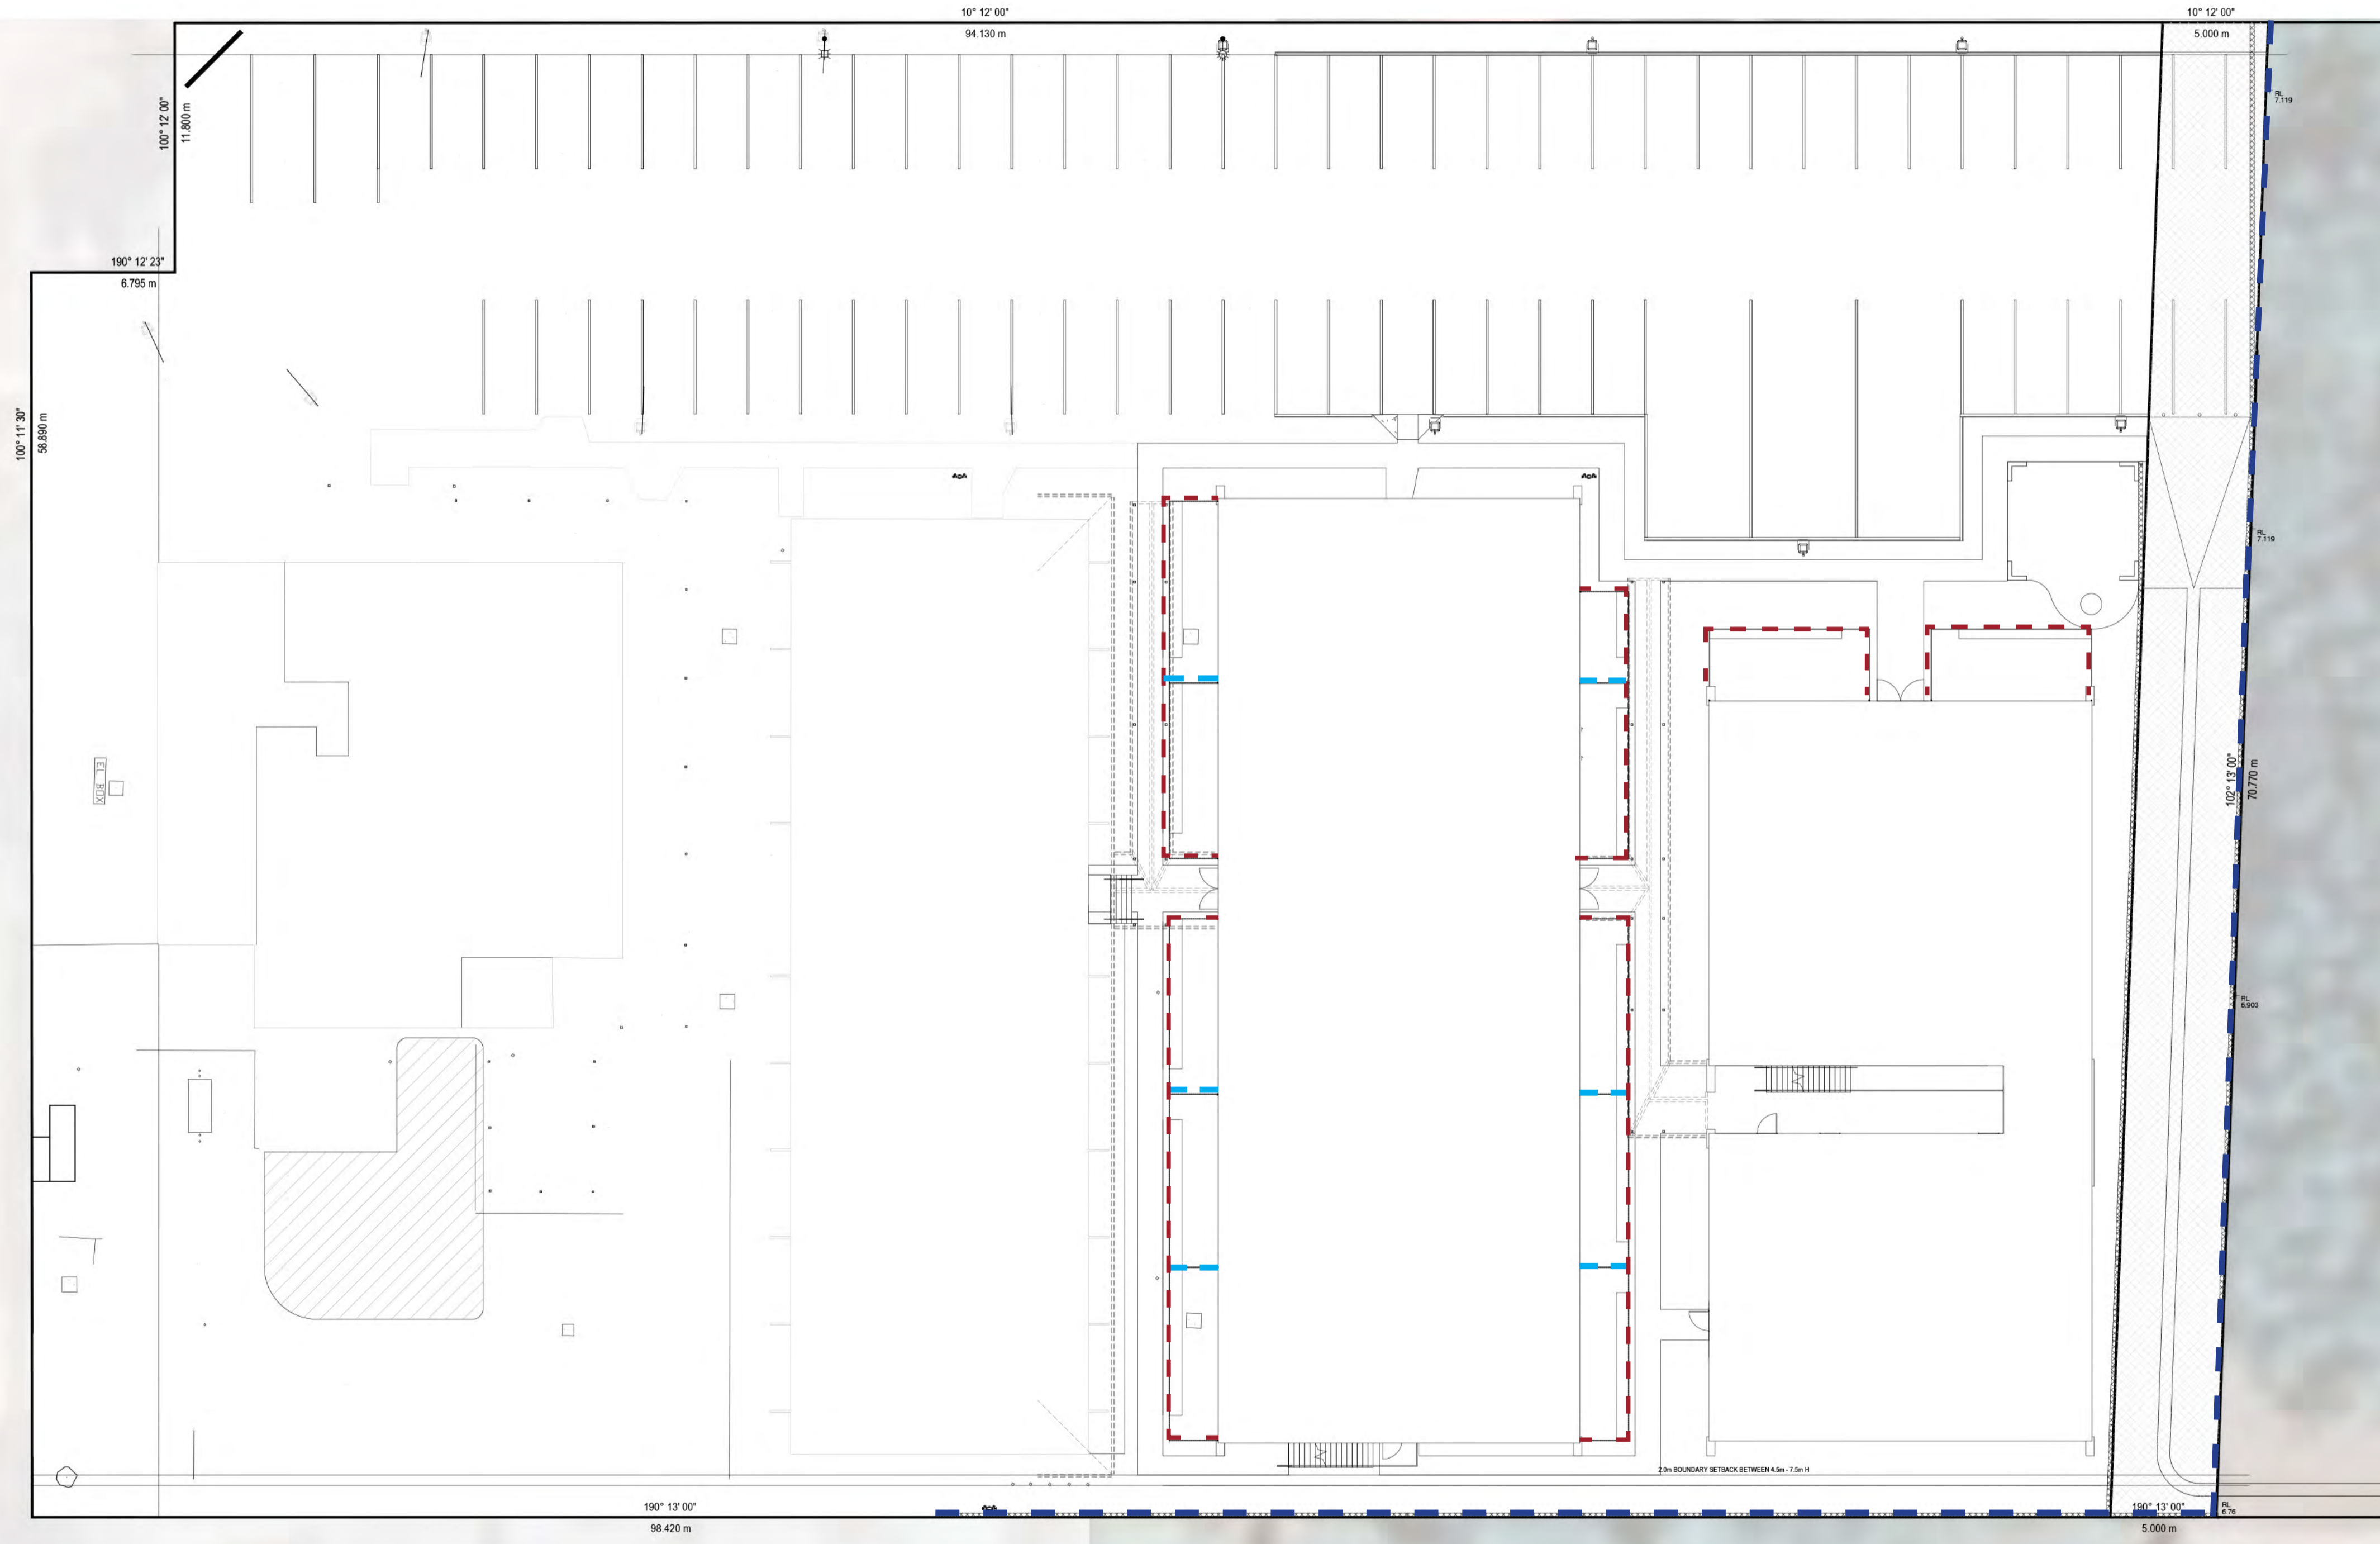 10° 12' 00"
94.130 m
10° 12' 00"
5.000 m
RL
7.119
100° 12' 00"
11.800 m
190° 12' 23"
6.795 m
100° 11' 30"
58.890 m
RL
7.119
?
?
EL BOX
102° 13' 00"
70.770 m
RL
6.903
2.0m BOUNDARY SETBACK BETWEEN 4.5m - 7.5m H
190° 13' 00"
98.420 m
190° 13' 00"
5.000 m
RL
6.76